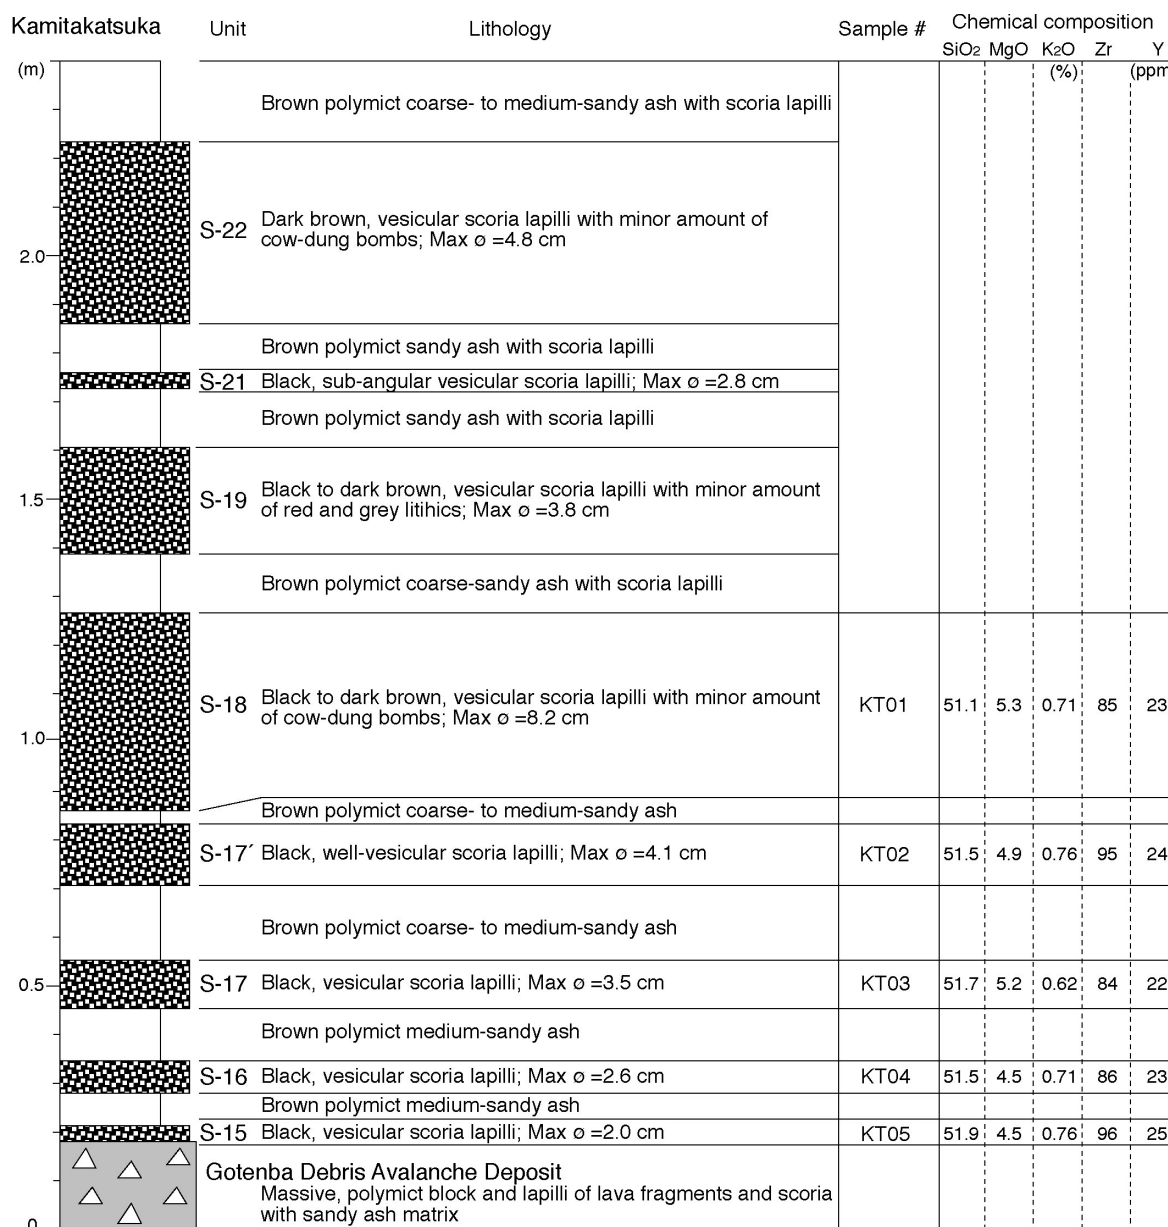 Kamitakatsuka Unit Lithology Sample # Chemical composition
SiO2 MgO K2O Zr Y
(m) (%) (ppm
Brown polymict coarse- to medium-sandy ash with scoria lapilli
S-22 Dark brown, vesicular scoria lapilli with minor amount of
cow-dung bombs; Max ø =4.8 cm
2.0
Brown polymict sandy ash with scoria lapilli
S-21 Black, sub-angular vesicular scoria lapilli; Max ø =2.8 cm
Brown polymict sandy ash with scoria lapilli
1.5
S-19 Black to dark brown, vesicular scoria lapilli with minor amount
of red and grey litihics; Max ø =3.8 cm
Brown polymict coarse-sandy ash with scoria lapilli
S-18 Black to dark brown, vesicular scoria lapilli with minor amount
of cow-dung bombs; Max ø =8.2 cm
KT01 51.1 5.3 0.71 85 23
1.0
Brown polymict coarse- to medium-sandy ash
S-17′ Black, well-vesicular scoria lapilli; Max ø =4.1 cm KT02 51.5 4.9 0.76 95 24
Brown polymict coarse- to medium-sandy ash
0.5 S-17 Black, vesicular scoria lapilli; Max ø =3.5 cm KT03 51.7 5.2 0.62 84 22
Brown polymict medium-sandy ash
S-16 Black, vesicular scoria lapilli; Max ø =2.6 cm KT04 51.5 4.5 0.71 86 23
Brown polymict medium-sandy ash
S-15 Black, vesicular scoria lapilli; Max ø =2.0 cm KT05 51.9 4.5 0.76 96 25
Gotenba Debris Avalanche Deposit
Massive, polymict block and lapilli of lava fragments and scoria
with sandy ash matrix
0